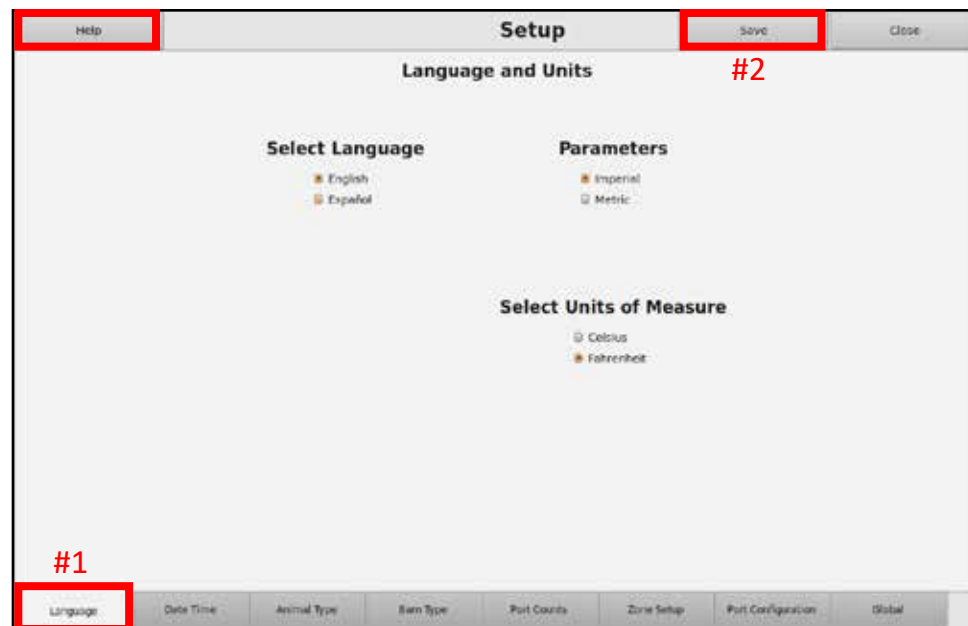 Help Setup Save Close
#2
Language and Units
Select Language Parameters
English Imperial
Español Metric
Select Units of Measure
Celsius
Fahrenheit
#1
Language Date Time Animal Type Barn Type Port Counts Zone Setup Port Configuration Global